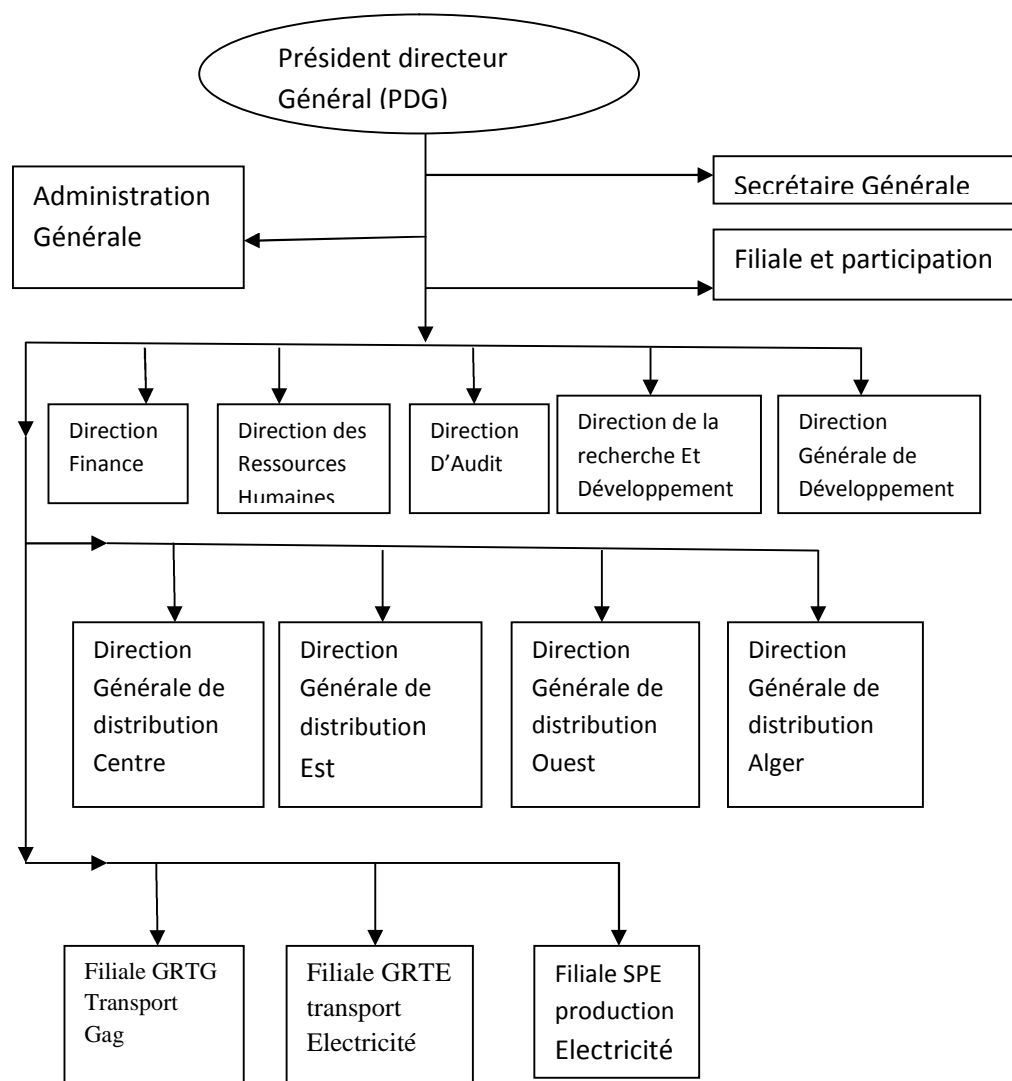 Président directeur
Général (PDG)
Administration
Générale
Secrétaire Générale
Filiale et participation
Direction
Finance
Direction des
Ressources
Humaines
Direction
D’Audit
Direction de la
recherche Et
Développement
Direction
Générale de
Développement
Direction
Générale de
distribution
Centre
Direction
Générale de
distribution
Est
Direction
Générale de
distribution
Ouest
Direction
Générale de
distribution
Alger
Filiale GRTG
Transport
Gag
Filiale GRTE
transport
Electricité
Filiale SPE
production
Electricité